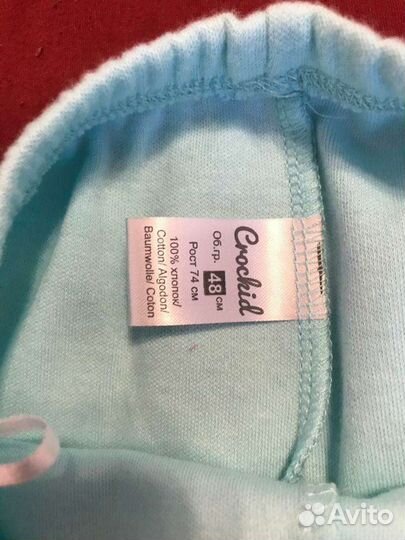 Crockid
Об.гр. 48 см
Рост 74 см
100% хлопок/
Cotton/ Algodon/
Baumwolle/ Coton
Avito